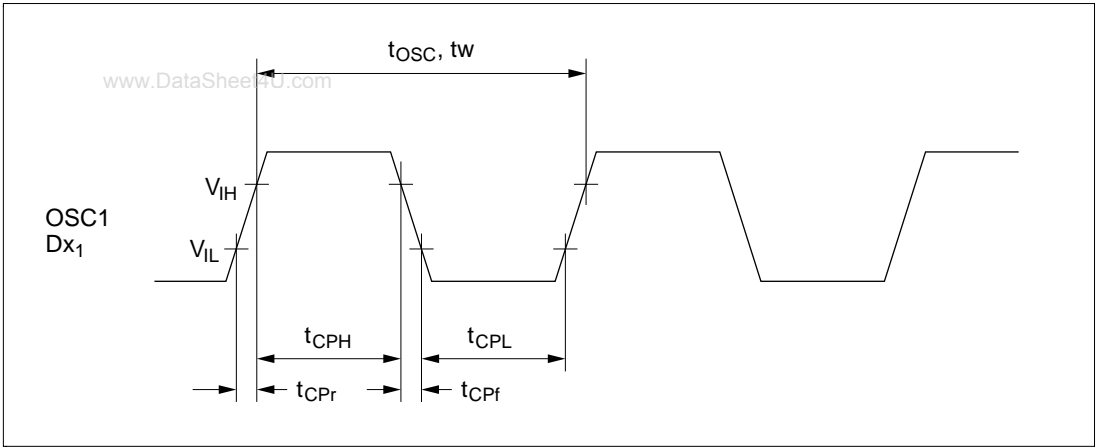 tOSC, tw
www.DataSheet4U.com
VIH
OSC1
Dx1
VIL
tCPH
tCPL
tCPr
tCPf